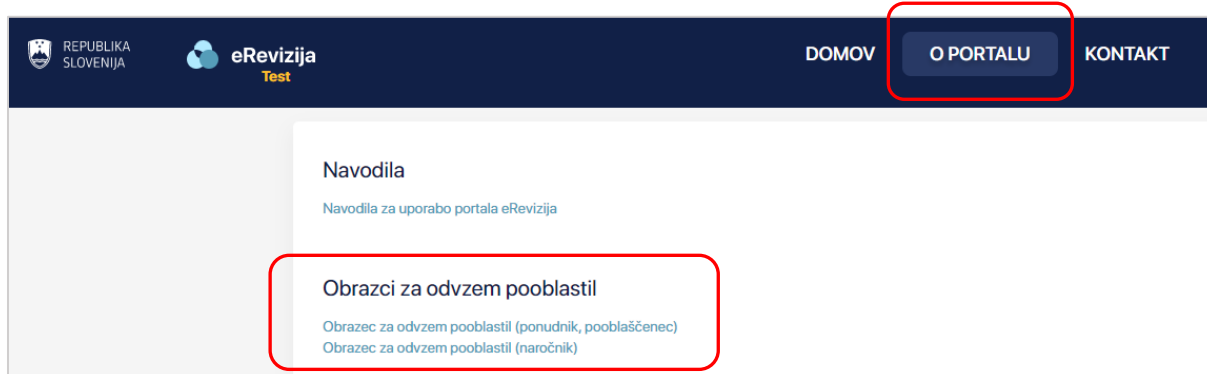 REPUBLIKA
SLOVENIJA
eRevizija
Test
DOMOV
O PORTALU
KONTAKT
Navodila
Navodila za uporabo portala eRevizija
Obrazci za odvzem pooblastil
Obrazec za odvzem pooblastil (ponudnik, pooblaščenec)
Obrazec za odvzem pooblastil (naročnik)